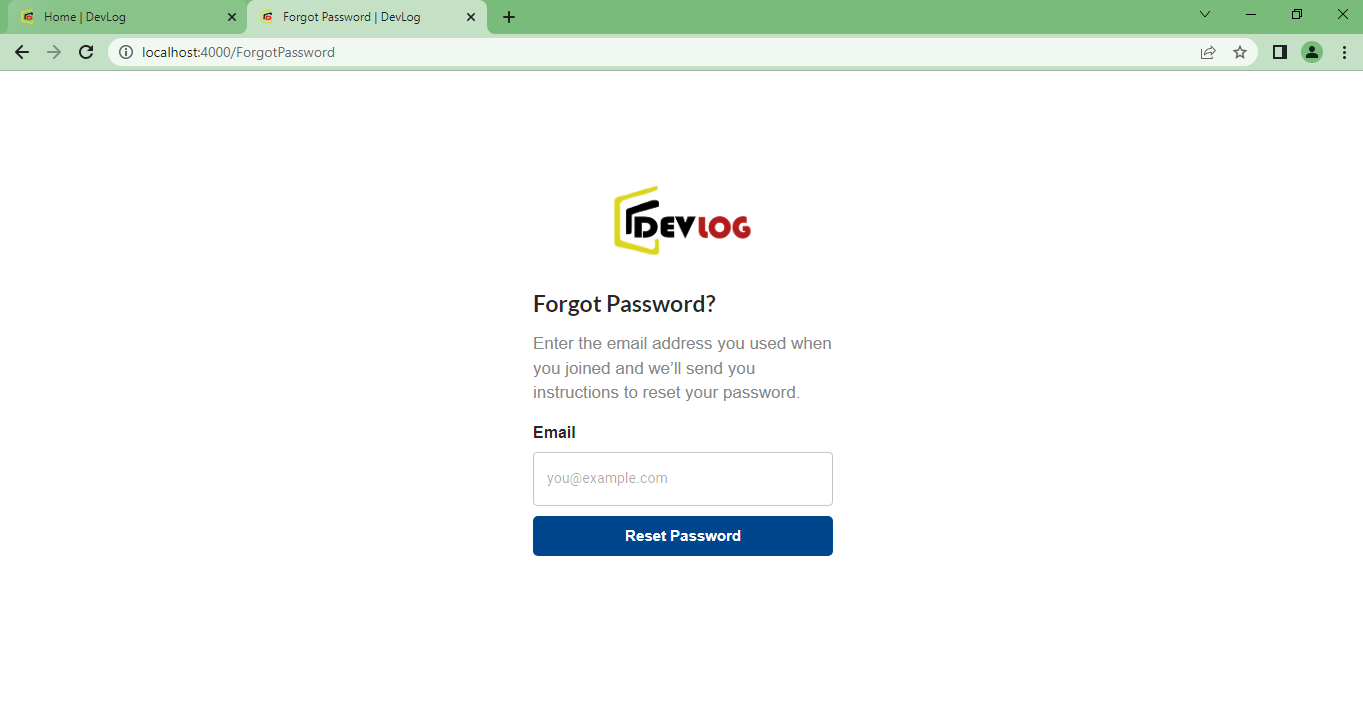 Home | DevLog
Forgot Password | DevLog
localhost:4000/ForgotPassword
DEVLOG
Forgot Password?
Enter the email address you used when
you joined and we’ll send you
instructions to reset your password.
Email
you@example.com
Reset Password